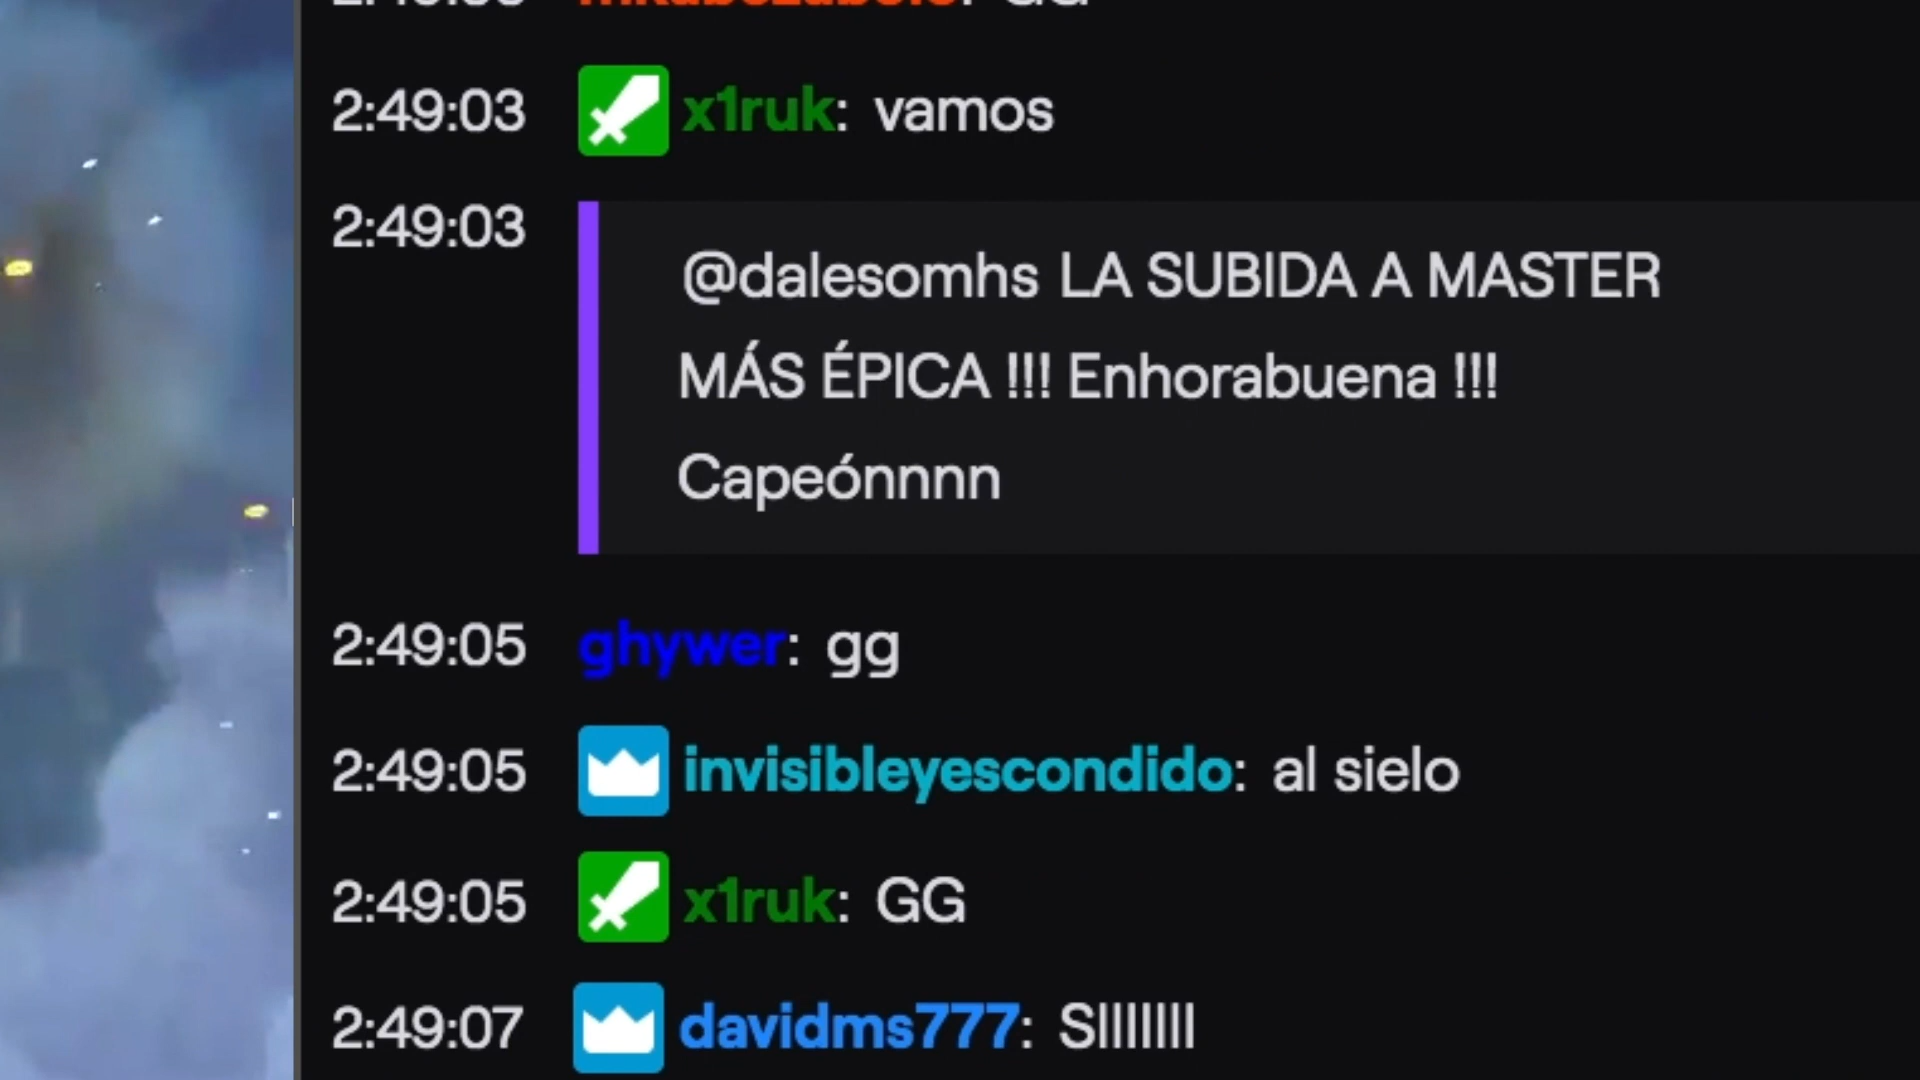 2:49:03 x1ruk: vamos
2:49:03 @dalesomhs LA SUBIDA A MASTER
MÁS ÉPICA !!! Enhorabuena !!!
Capeónnnn
2:49:05 ghywer: gg
2:49:05 invisibleyescondido: al sielo
2:49:05 x1ruk: GG
2:49:07 davidms777: SIIIIIII